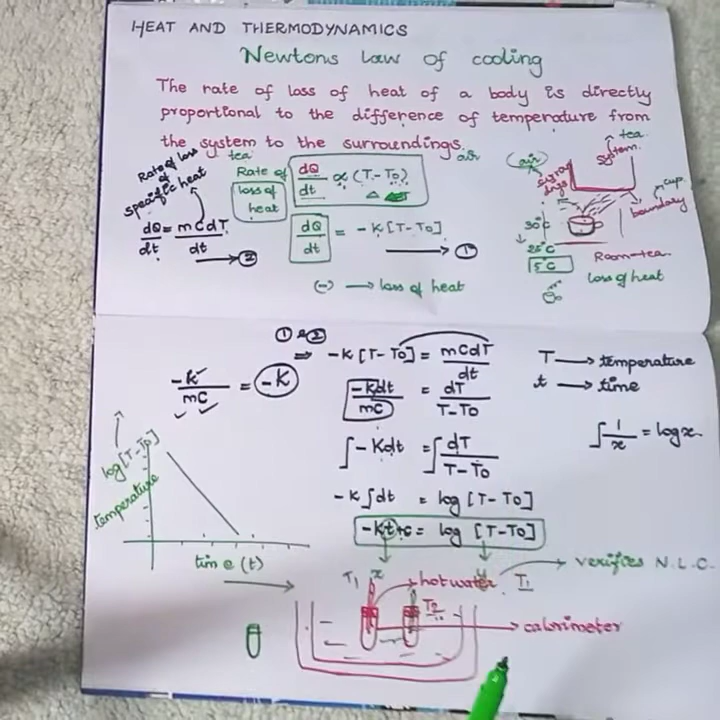 HEAT AND THERMODYNAMICS
Newtons Law of cooling
The rate of loss of heat of a body is directly
proportional to the difference of temperature from
the system to the surroundings.
tea
air
Rate of loss
of
specific heat
dQ/dt = mCdT/dt → ②
Rate of
loss of
heat
dQ/dt ∝ (T-T₀)
dQ/dt = -K[T-T₀] → ①
(-) → loss of heat
tea
system
(air)
cup
boundary
30°C
25°C
5°C
Room-tea
loss of heat
① & ②
⇒ -K[T-T₀] = mCdT/dt
-K/mC = -K
-Kdt/mC = dT/T-T₀
∫-Kdt = ∫dT/T-T₀
-K∫dt = log [T-T₀]
-Kt+c = log [T-T₀]
T → temperature
t → time
∫1/x = logx
log[T-T₀]
temperature
time (t)
verifies N.L.C.
T₁
x
hot water
T₁
T₂
calorimeter